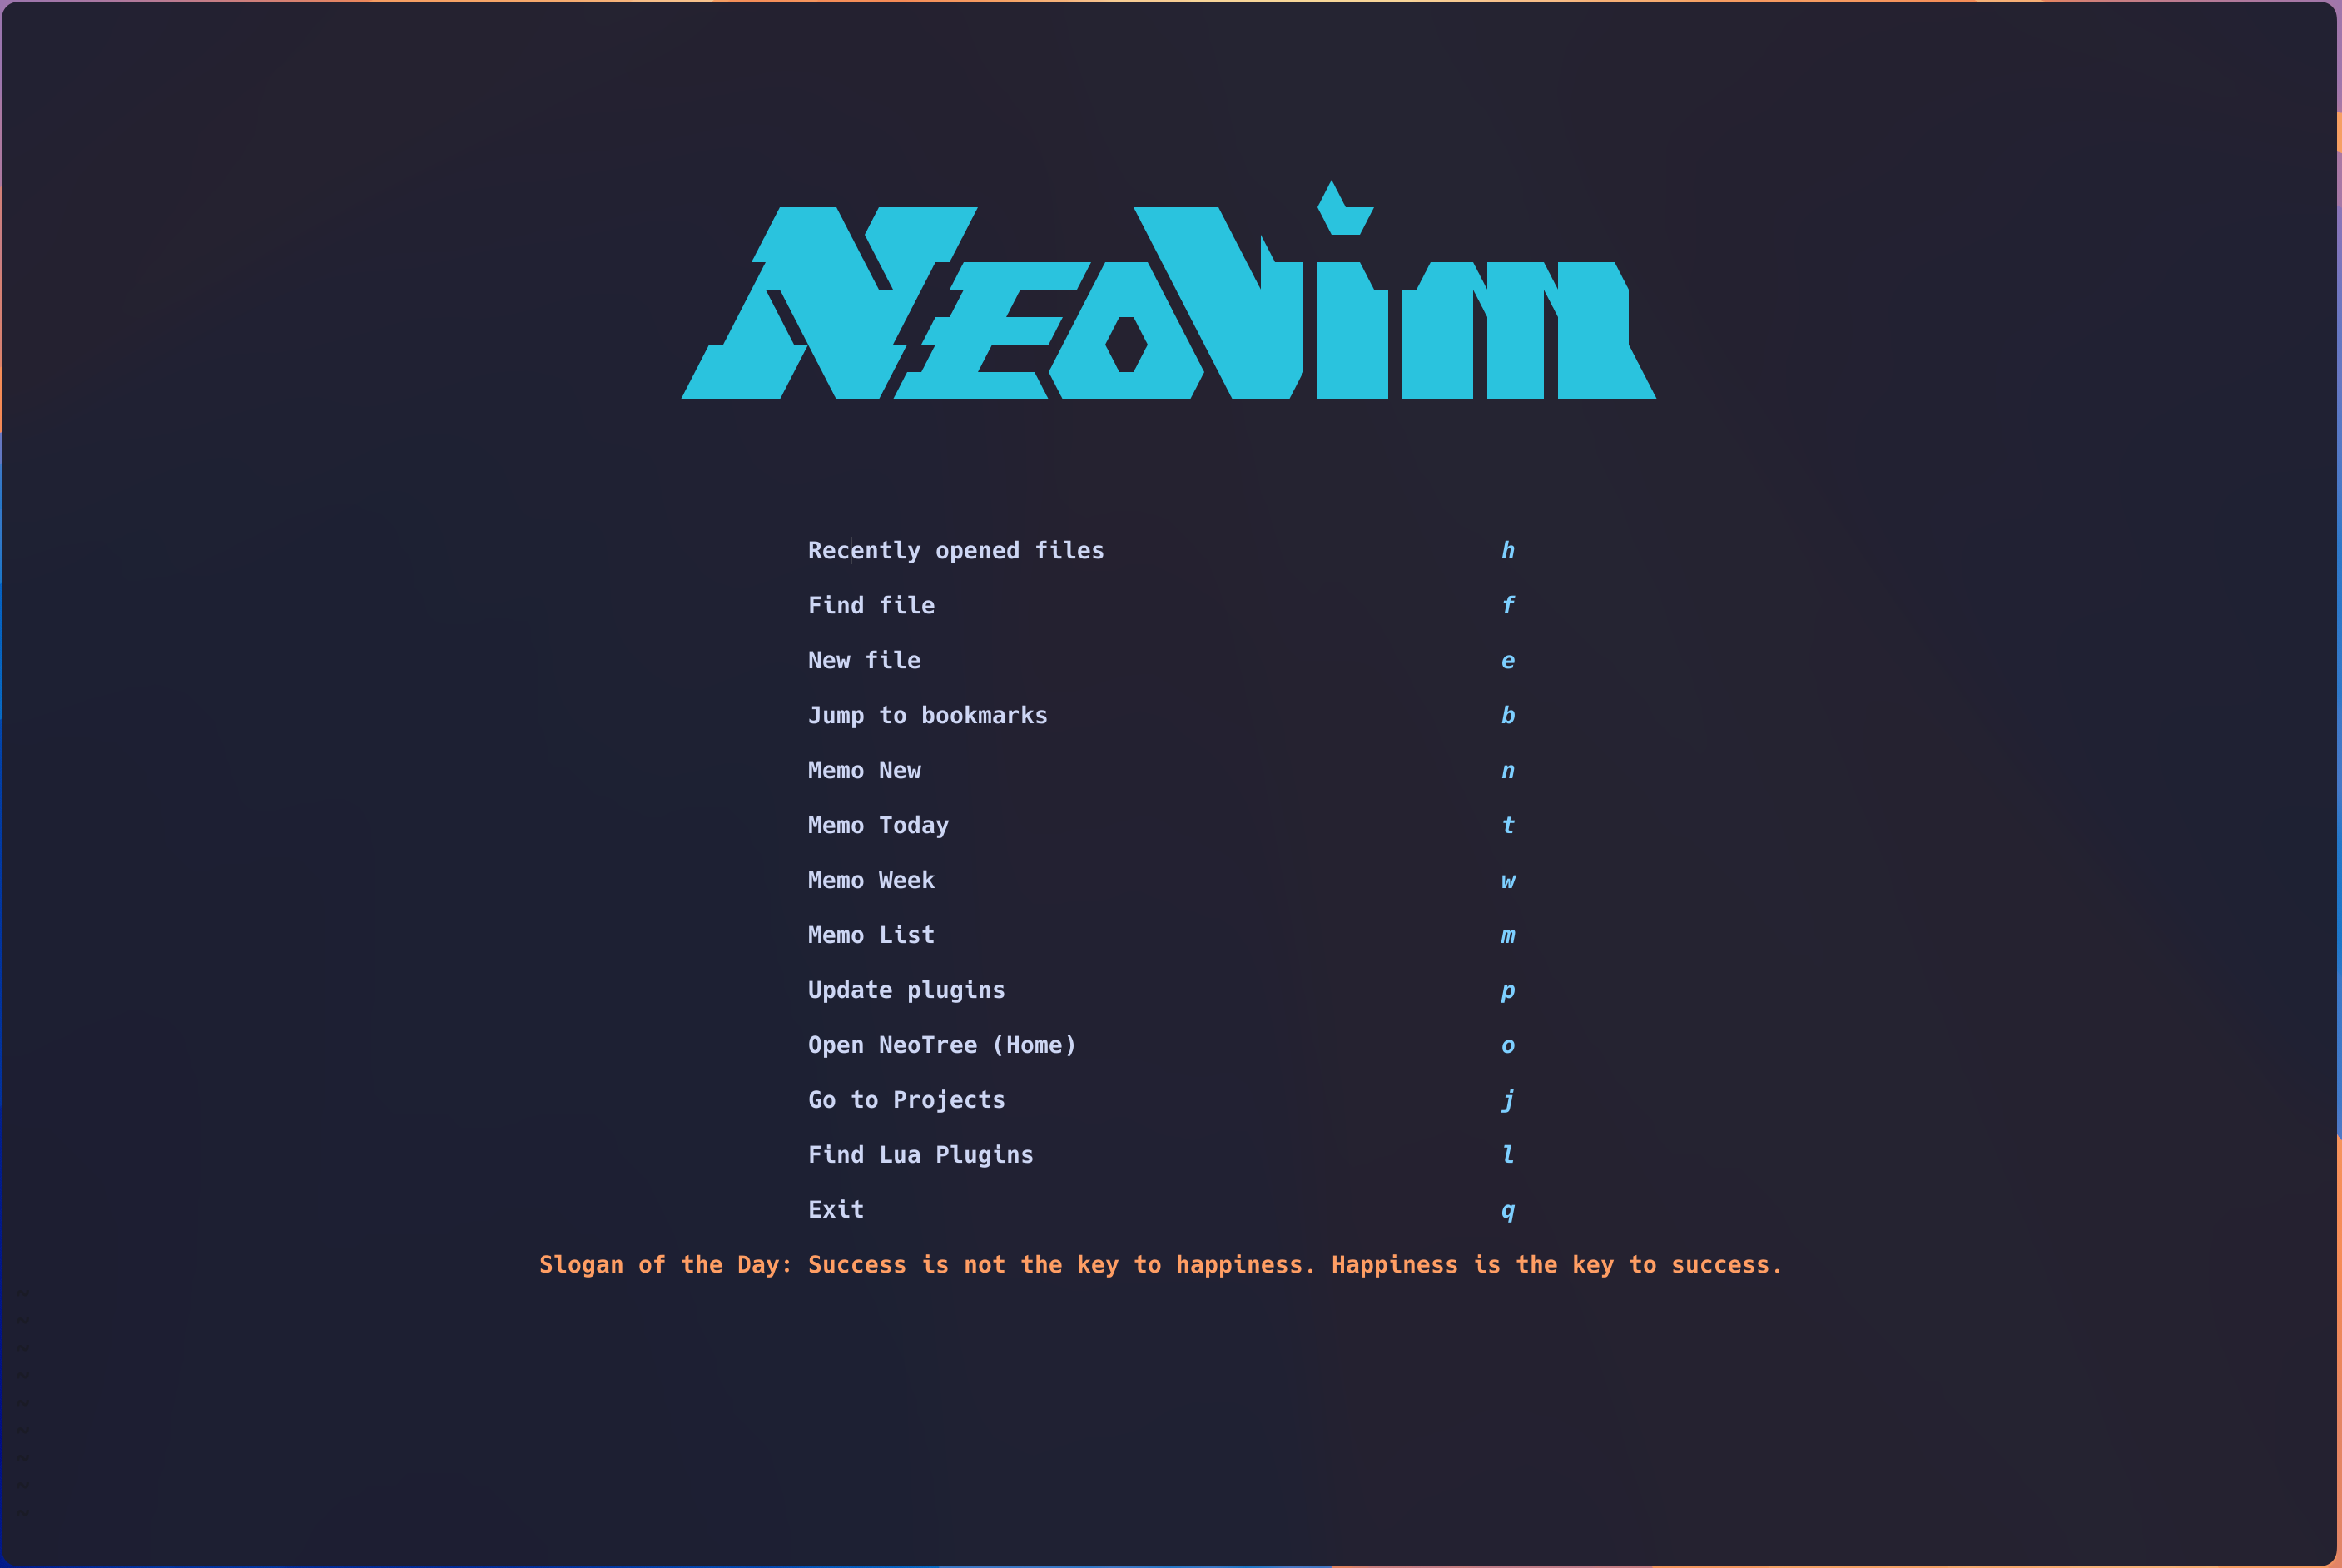 Neovim
Recently opened files h
Find file f
New file e
Jump to bookmarks b
Memo New n
Memo Today t
Memo Week w
Memo List m
Update plugins p
Open NeoTree (Home) o
Go to Projects j
Find Lua Plugins l
Exit q
Slogan of the Day: Success is not the key to happiness. Happiness is the key to success.
~
~
~
~
~
~
~
~
~